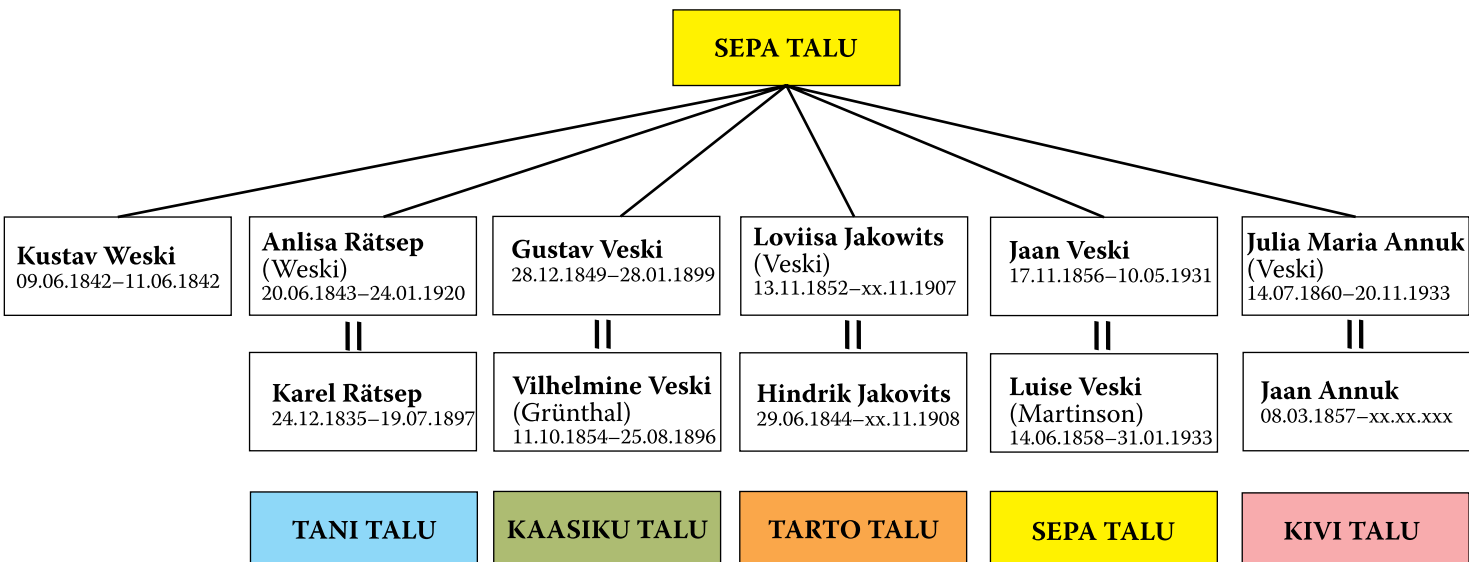 SEPA TALU
Kustav Weski
09.06.1842–11.06.1842
Anlisa Rätsep
(Weski)
20.06.1843–24.01.1920
Gustav Veski
28.12.1849–28.01.1899
Loviisa Jakowits
(Veski)
13.11.1852–xx.11.1907
Jaan Veski
17.11.1856–10.05.1931
Julia Maria Annuk
(Veski)
14.07.1860–20.11.1933
Karel Rätsep
24.12.1835–19.07.1897
Vilhelmine Veski
(Grünthal)
11.10.1854–25.08.1896
Hindrik Jakovits
29.06.1844–xx.11.1908
Luise Veski
(Martinson)
14.06.1858–31.01.1933
Jaan Annuk
08.03.1857–xx.xx.xxx
TANI TALU
KAASIKU TALU
TARTO TALU
SEPA TALU
KIVI TALU